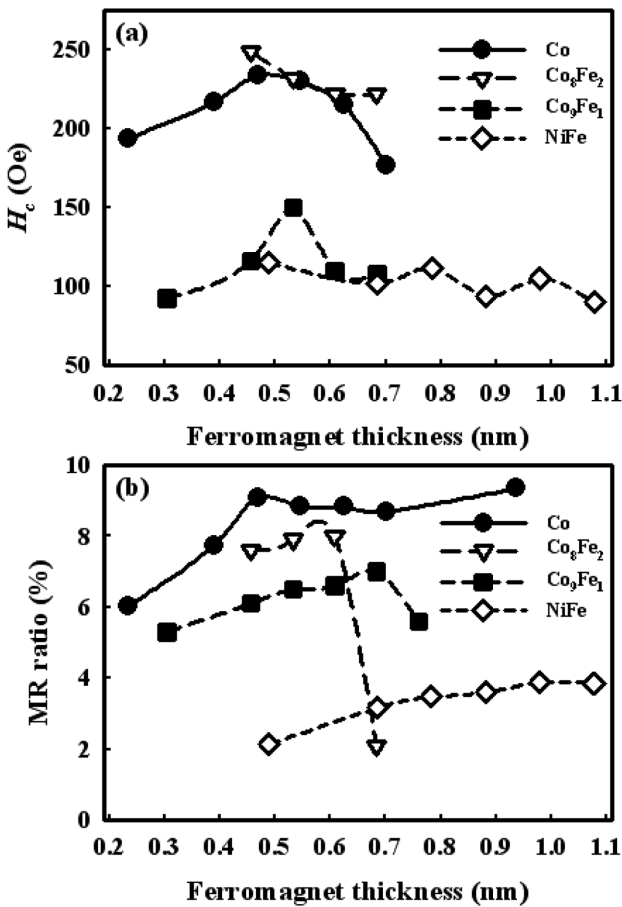 (a)
250
200
150
100
50
H_c (Oe)
Co
Co₈Fe₂
Co₉Fe₁
NiFe
0.2 0.3 0.4 0.5 0.6 0.7 0.8 0.9 1.0 1.1
Ferromagnet thickness (nm)
(b)
10
8
6
4
2
0
MR ratio (%)
Co
Co₈Fe₂
Co₉Fe₁
NiFe
0.2 0.3 0.4 0.5 0.6 0.7 0.8 0.9 1.0 1.1
Ferromagnet thickness (nm)